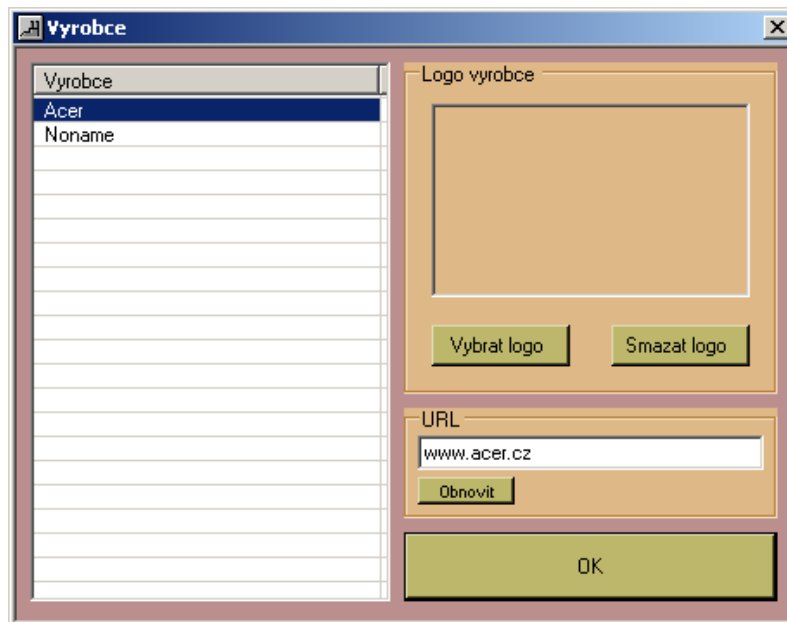 Vyrobce
Vyrobce
Acer
Noname
Logo vyrobce
Vybrat logo
Smazat logo
URL
www.acer.cz
Obnovit
OK